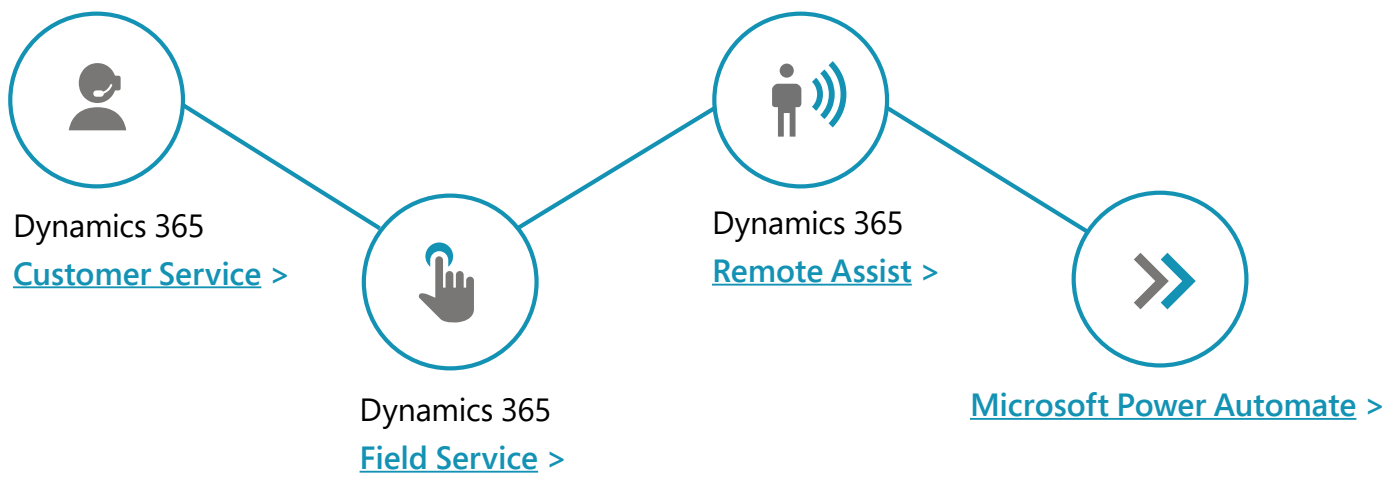 Dynamics 365
Customer Service >
Dynamics 365
Field Service >
Dynamics 365
Remote Assist >
Microsoft Power Automate >